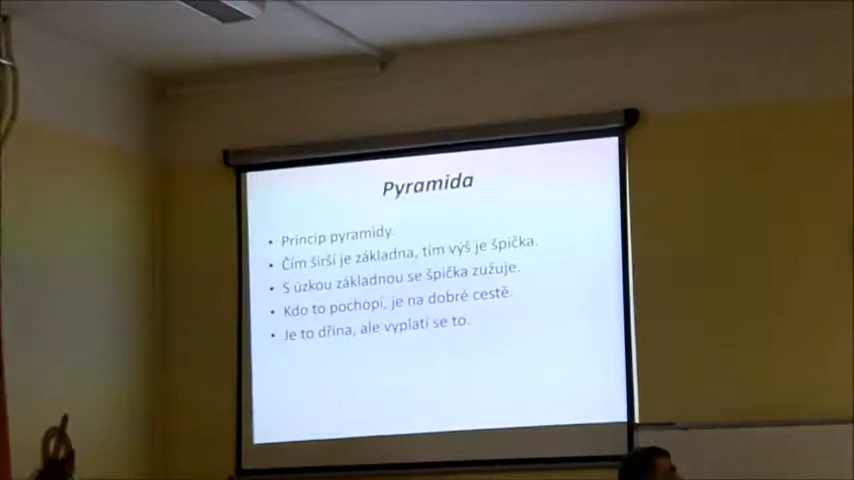 Pyramida
• Princip pyramidy.
• Čím širší je základna, tím výš je špička.
• S úzkou základnou se špička zužuje.
• Kdo to pochopí, je na dobré cestě.
• Je to dřina, ale vyplatí se to.